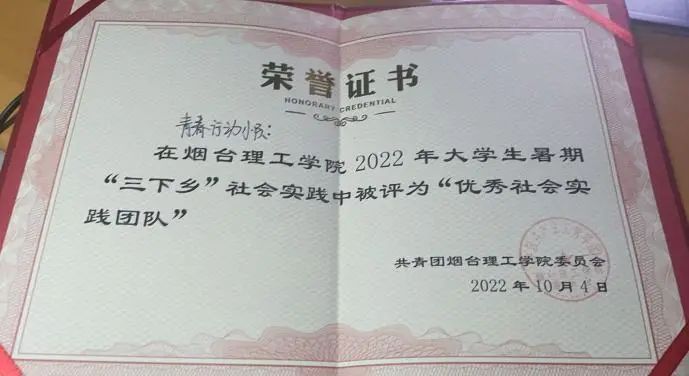 荣誉证书
HONORARY CREDENTIAL
青春行动小队:
在烟台理工学院2022年大学生暑期
“三下乡”社会实践中被评为“优秀社会实
践团队”
共青团烟台理工学院委员会
2022年10月4日